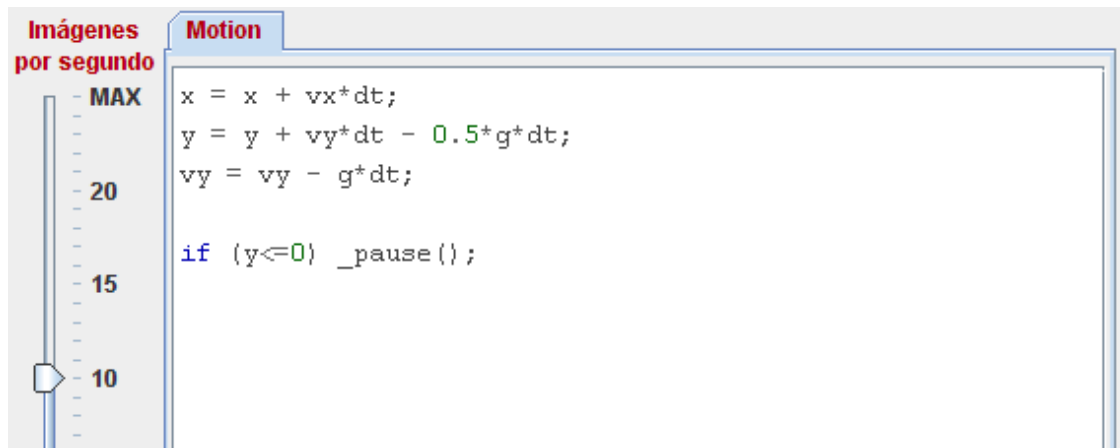 Imágenes
por segundo
Motion
MAX
20
15
10
x = x + vx*dt;
y = y + vy*dt - 0.5*g*dt;
vy = vy - g*dt;
if (y<=0) _pause();